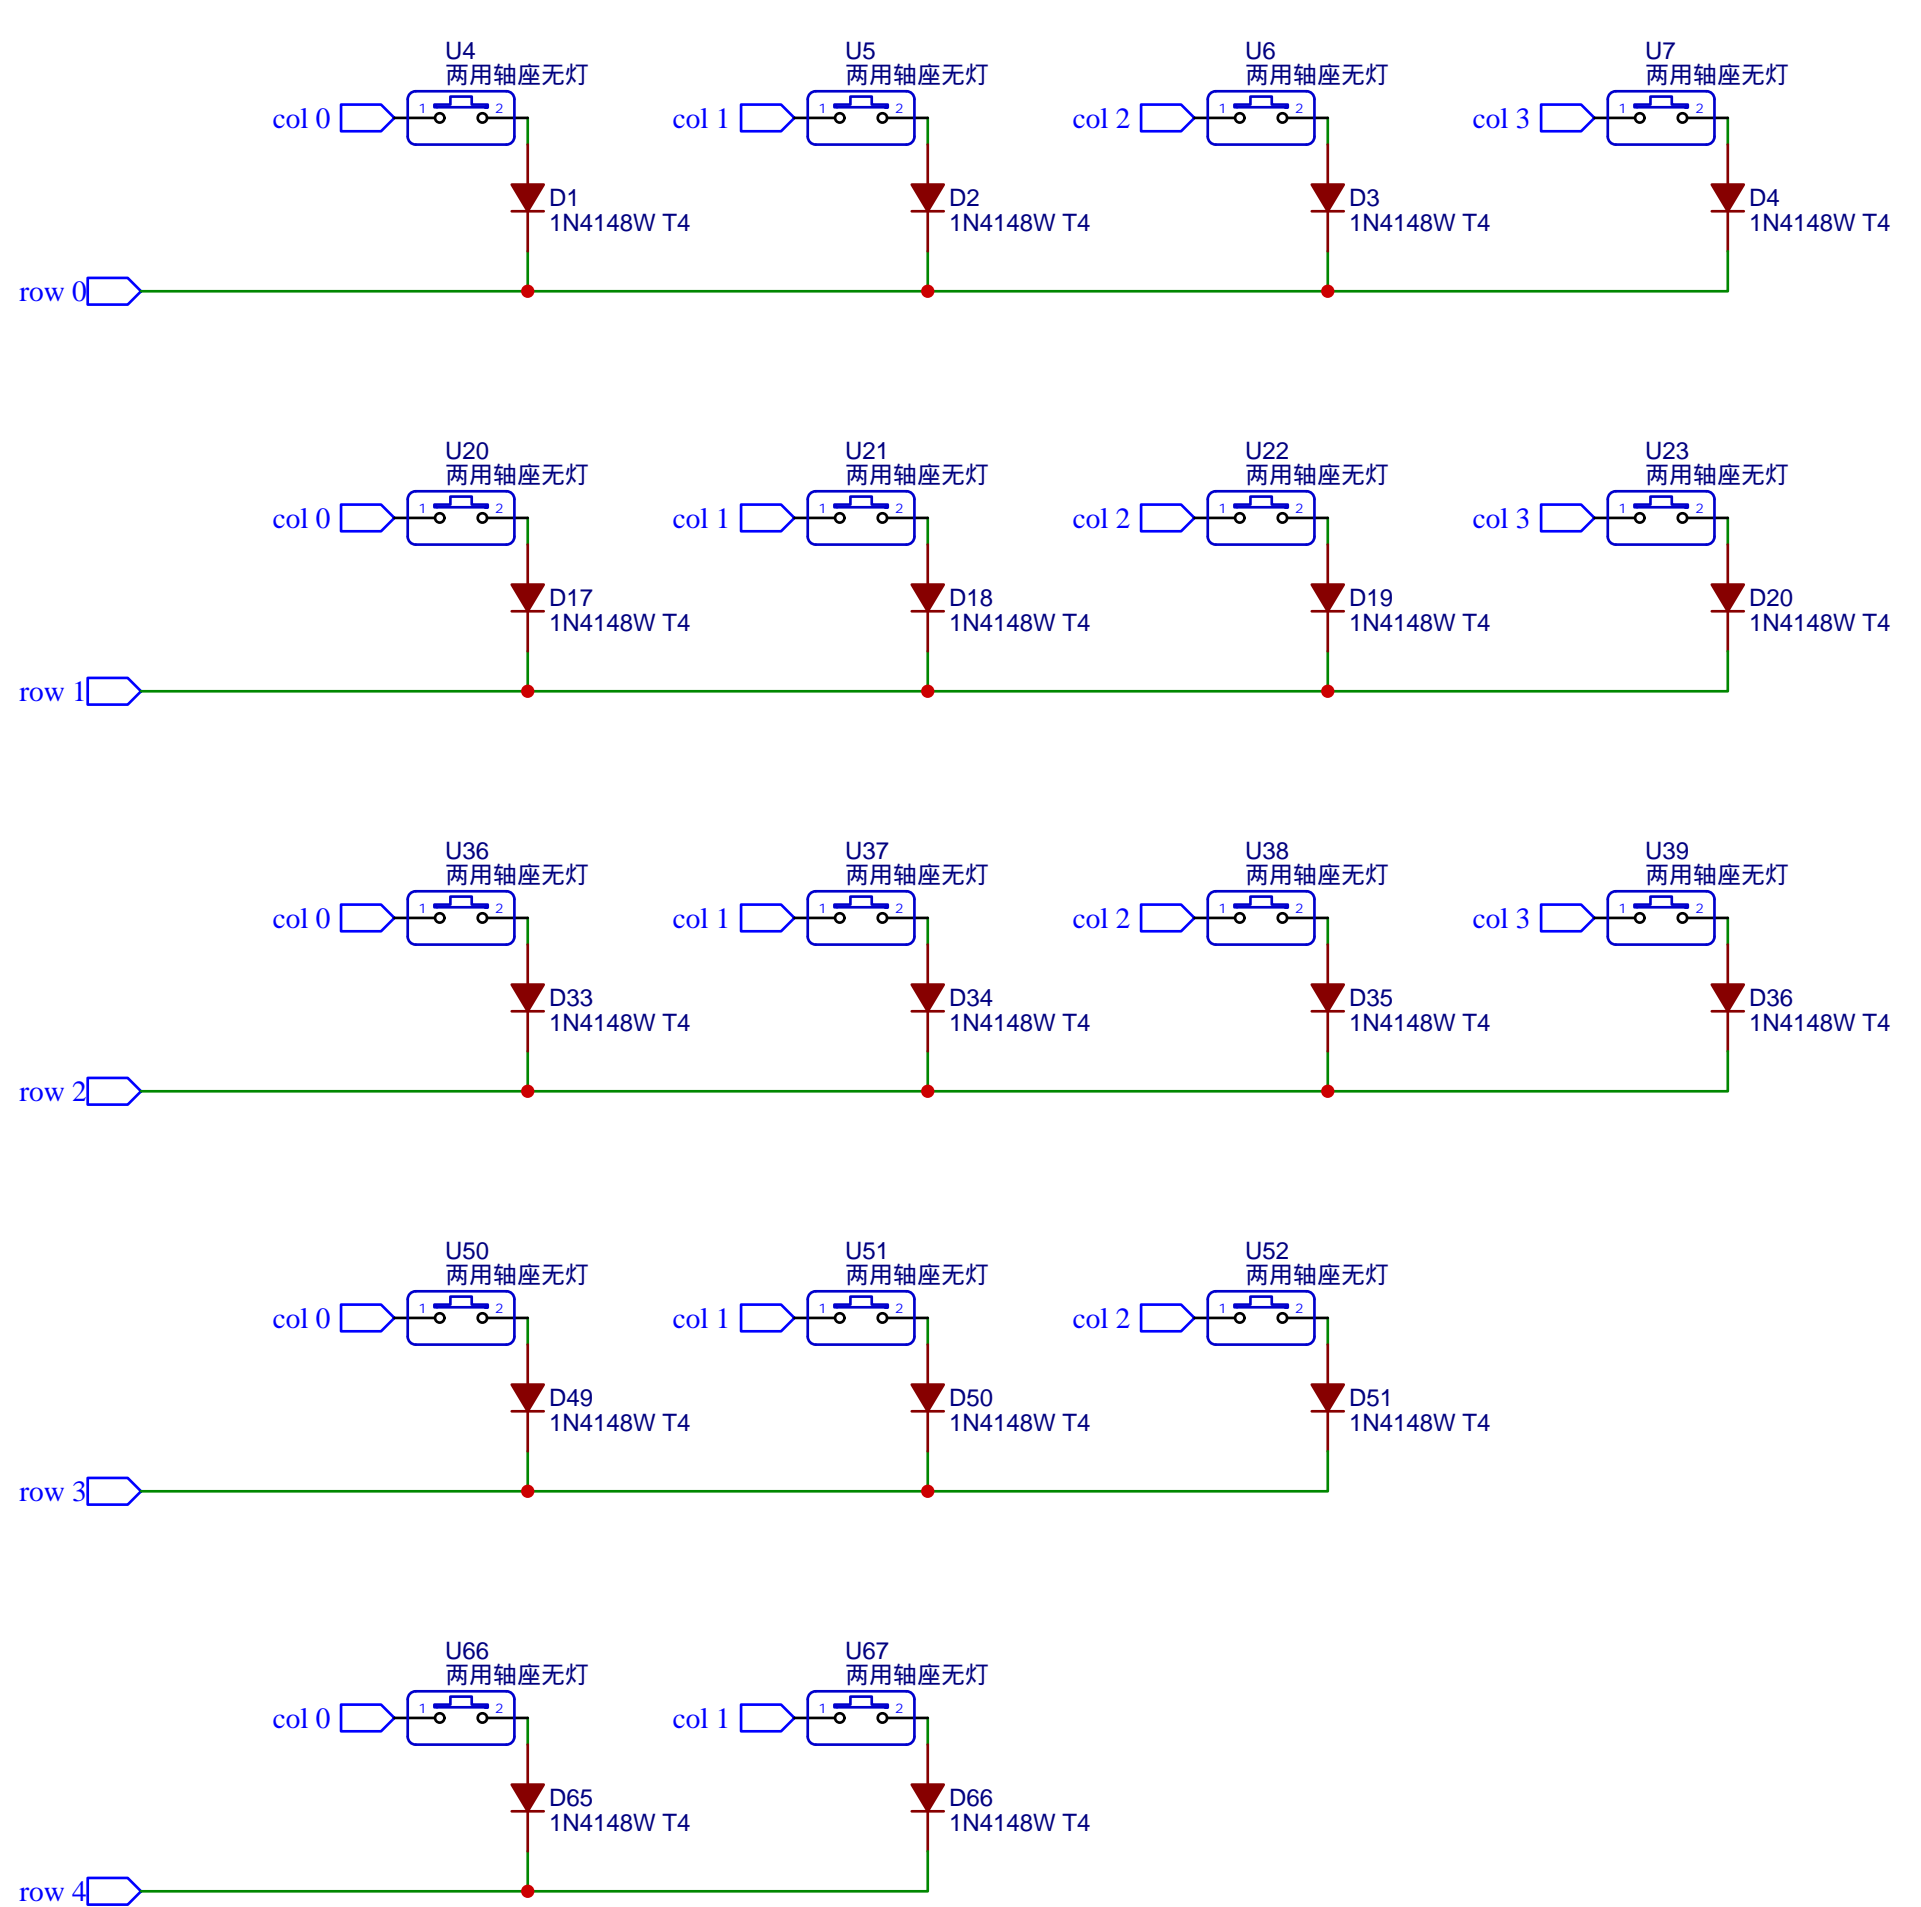 U4
两用轴座无灯
col 0
1
2
D1
1N4148W T4
U5
两用轴座无灯
col 1
1
2
D2
1N4148W T4
U6
两用轴座无灯
col 2
1
2
D3
1N4148W T4
U7
两用轴座无灯
col 3
1
2
D4
1N4148W T4
row 0
U20
两用轴座无灯
col 0
1
2
D17
1N4148W T4
U21
两用轴座无灯
col 1
1
2
D18
1N4148W T4
U22
两用轴座无灯
col 2
1
2
D19
1N4148W T4
U23
两用轴座无灯
col 3
1
2
D20
1N4148W T4
row 1
U36
两用轴座无灯
col 0
1
2
D33
1N4148W T4
U37
两用轴座无灯
col 1
1
2
D34
1N4148W T4
U38
两用轴座无灯
col 2
1
2
D35
1N4148W T4
U39
两用轴座无灯
col 3
1
2
D36
1N4148W T4
row 2
U50
两用轴座无灯
col 0
1
2
D49
1N4148W T4
U51
两用轴座无灯
col 1
1
2
D50
1N4148W T4
U52
两用轴座无灯
col 2
1
2
D51
1N4148W T4
row 3
U66
两用轴座无灯
col 0
1
2
D65
1N4148W T4
U67
两用轴座无灯
col 1
1
2
D66
1N4148W T4
row 4